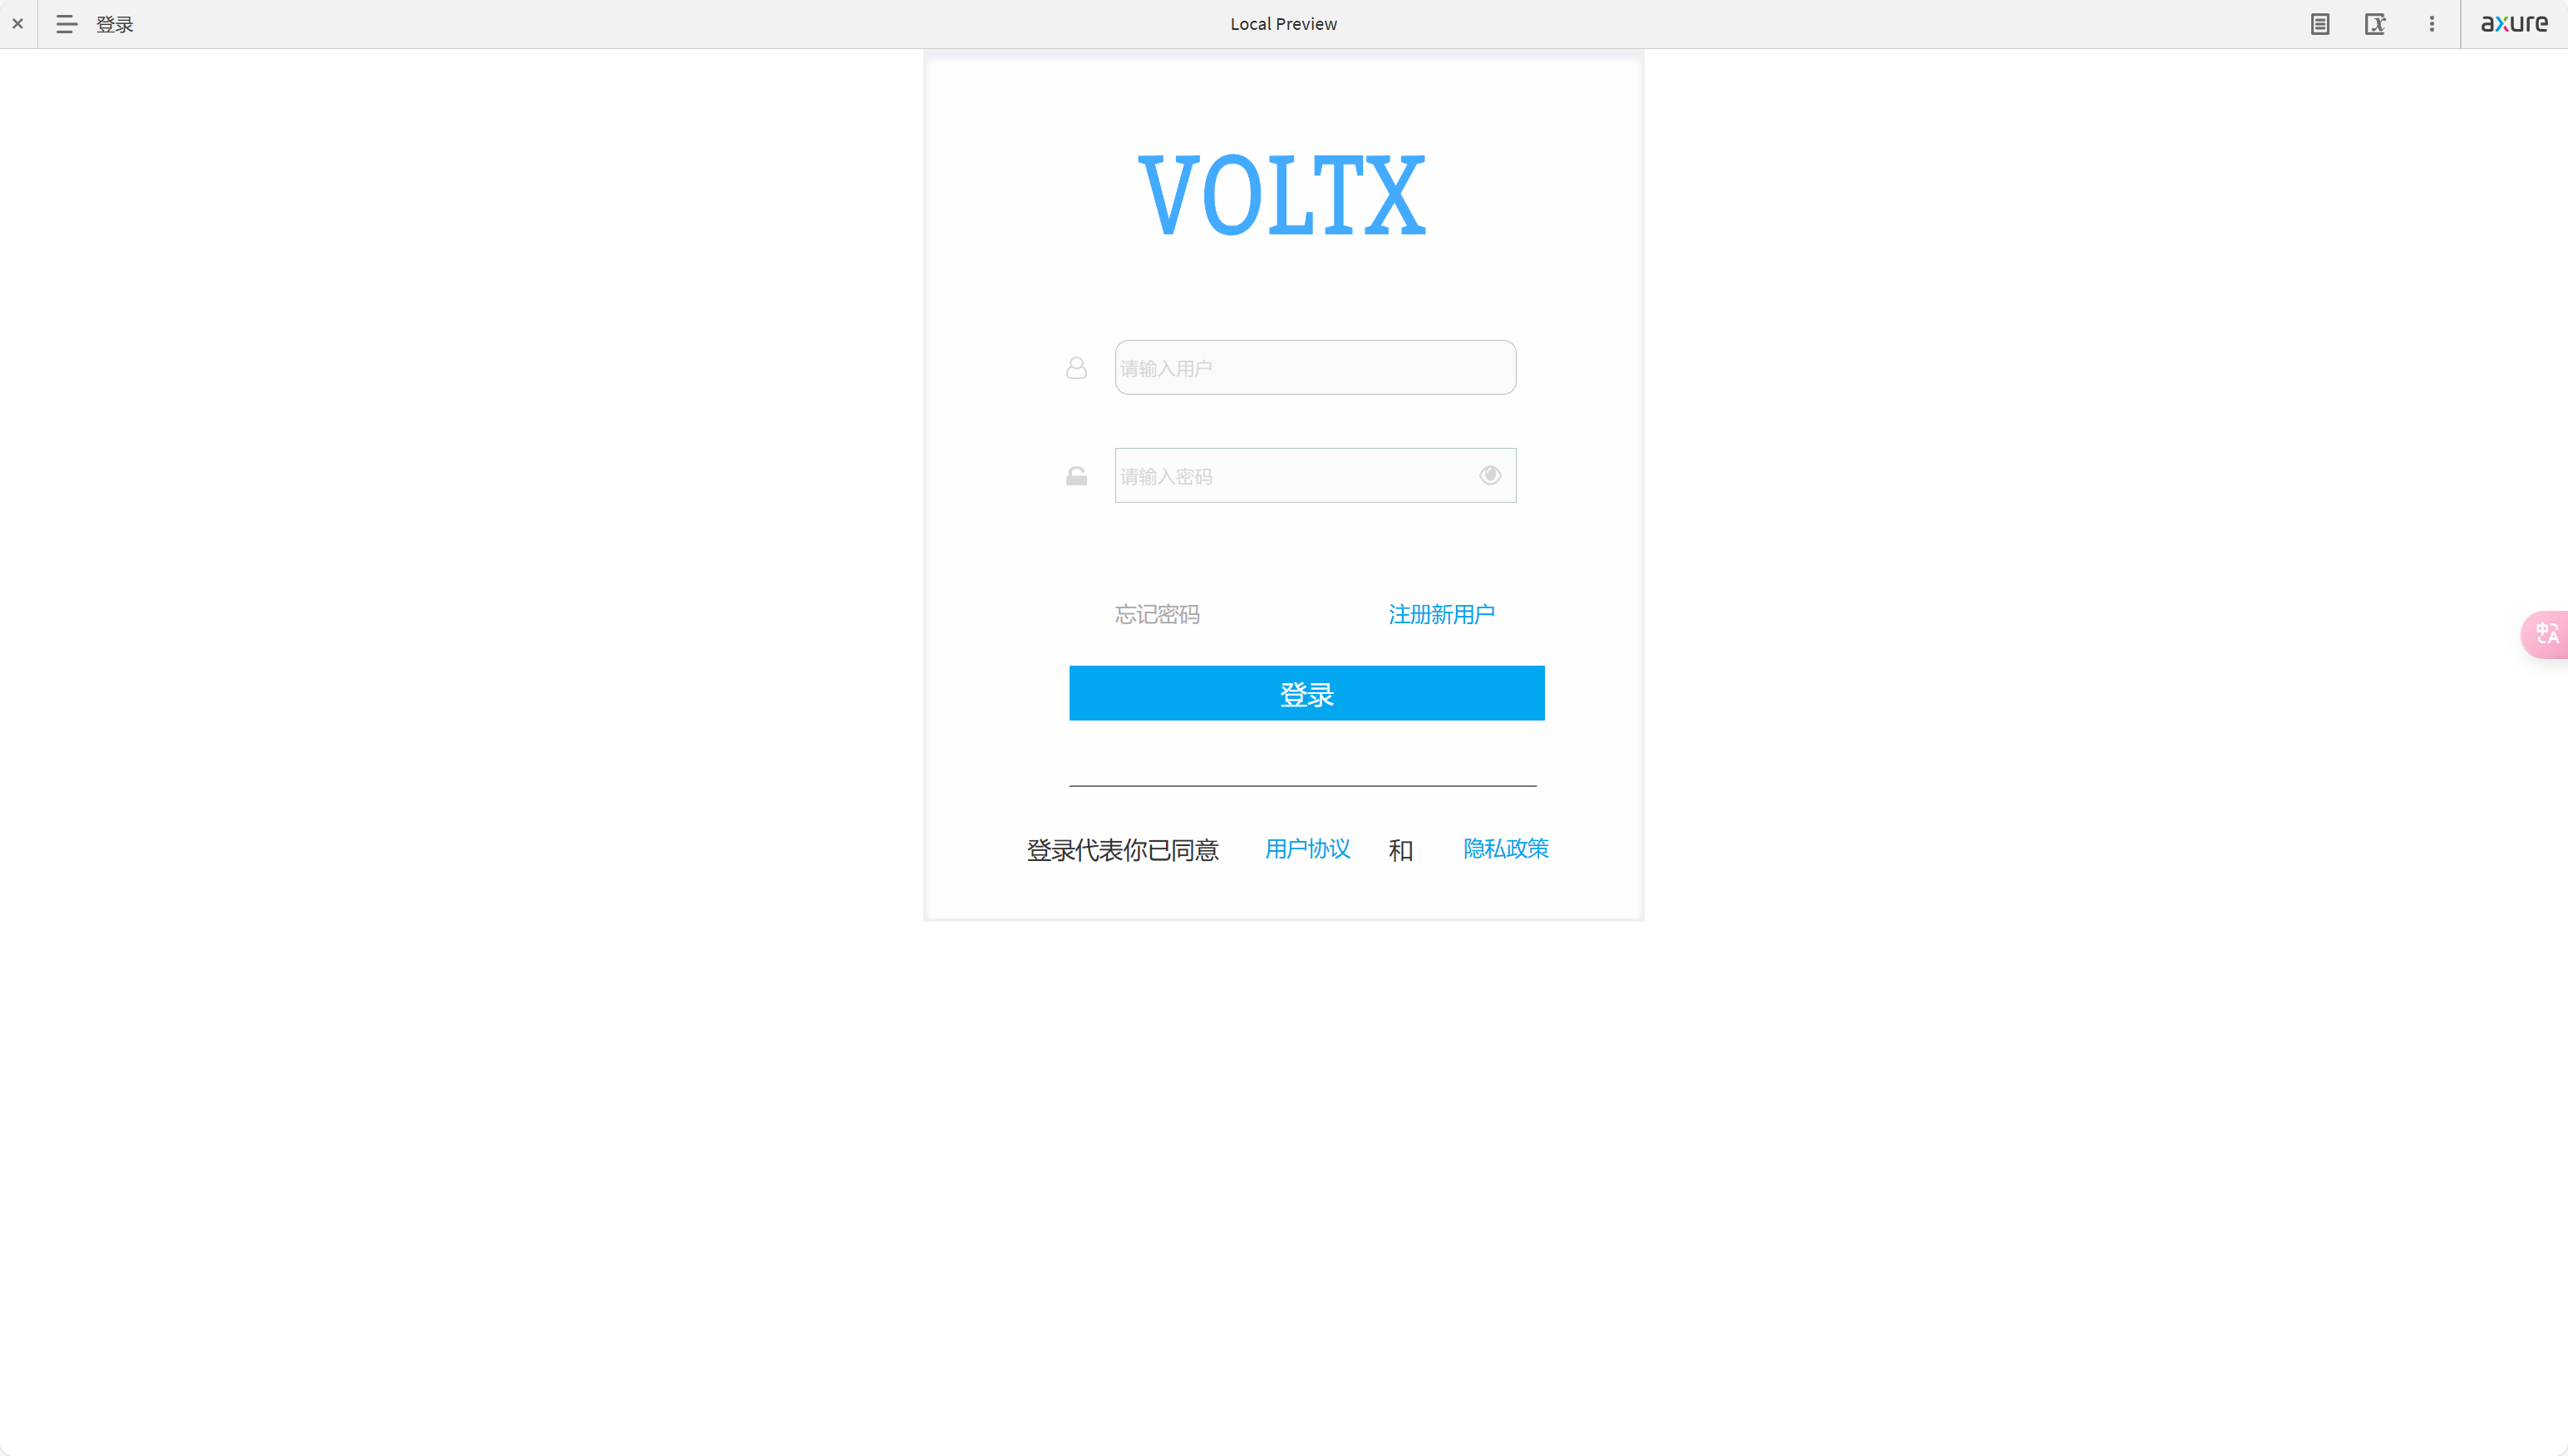 登录
Local Preview
axure
VOLTX
请输入用户
请输入密码
忘记密码 注册新用户
登录
登录代表你已同意 用户协议 和 隐私政策
中A